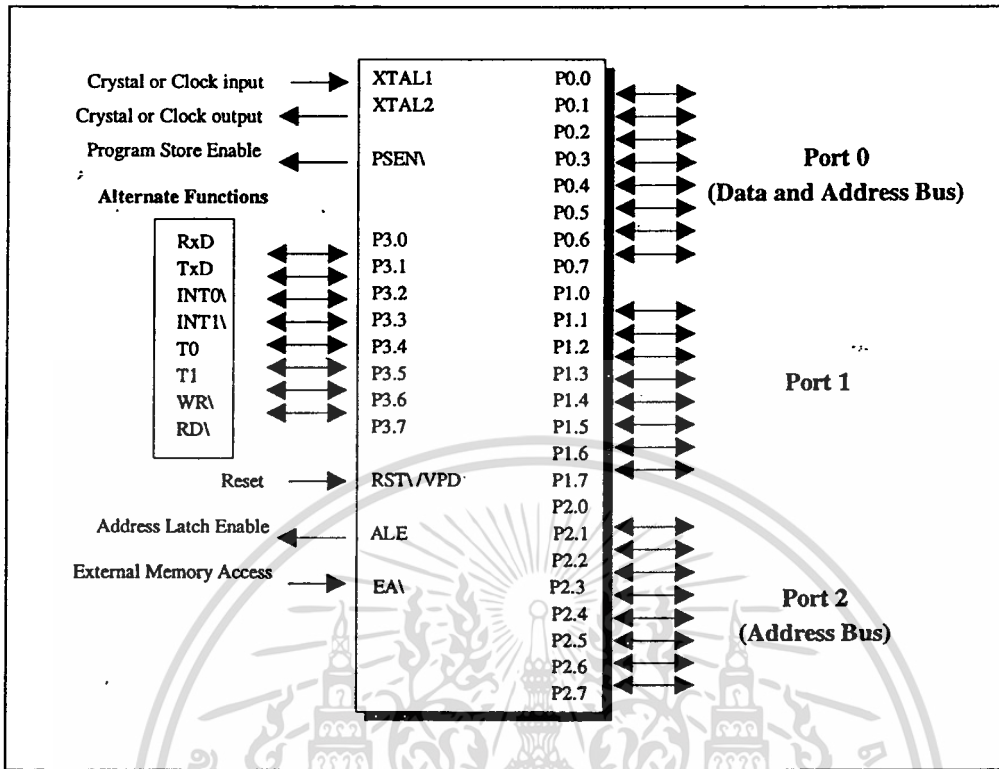 Crystal or Clock input
Crystal or Clock output
Program Store Enable
Alternate Functions
RxD
TxD
INT0\
INT1\
T0
T1
WR\
RD\
Reset
Address Latch Enable
External Memory Access
XTAL1
XTAL2
PSEN\
P3.0
P3.1
P3.2
P3.3
P3.4
P3.5
P3.6
P3.7
RST\/VPD
ALE
EA\
P0.0
P0.1
P0.2
P0.3
P0.4
P0.5
P0.6
P0.7
P1.0
P1.1
P1.2
P1.3
P1.4
P1.5
P1.6
P1.7
P2.0
P2.1
P2.2
P2.3
P2.4
P2.5
P2.6
P2.7
Port 0
(Data and Address Bus)
Port 1
Port 2
(Address Bus)